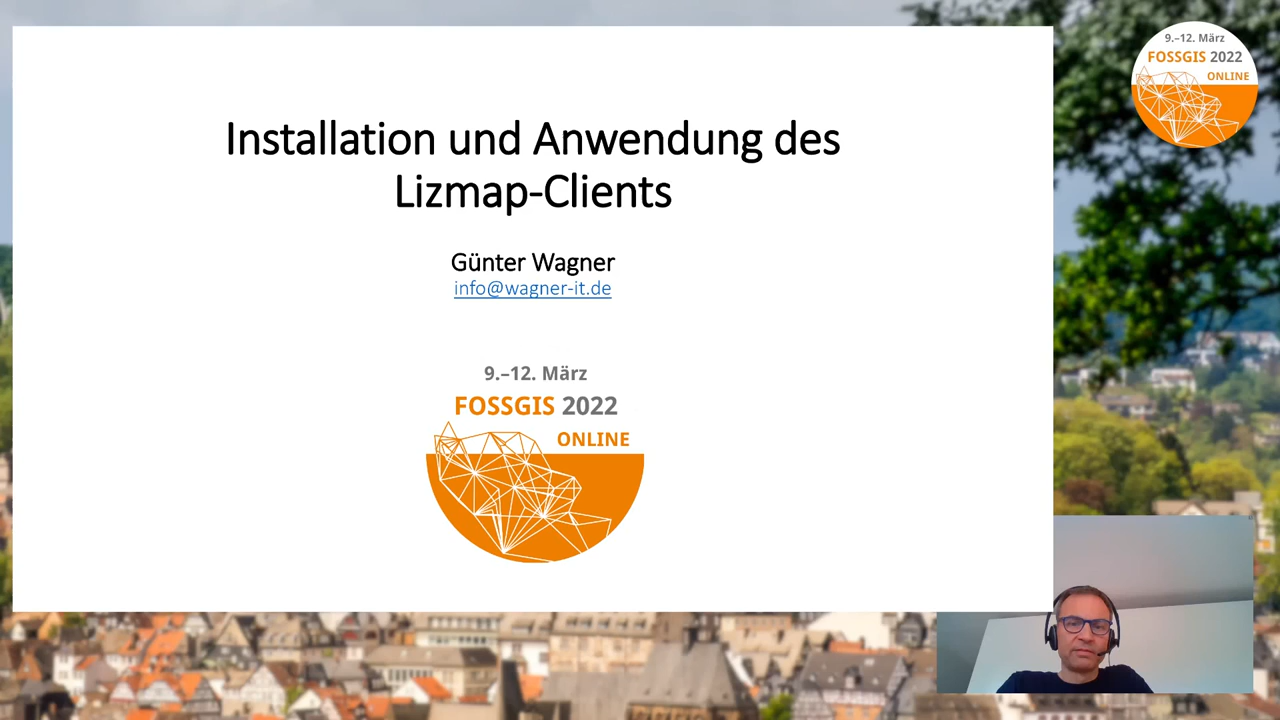 Installation und Anwendung des
Lizmap-Clients
Günter Wagner
info@wagner-it.de
9.–12. März
FOSSGIS 2022
ONLINE
9.–12. März
FOSSGIS 2022
ONLINE